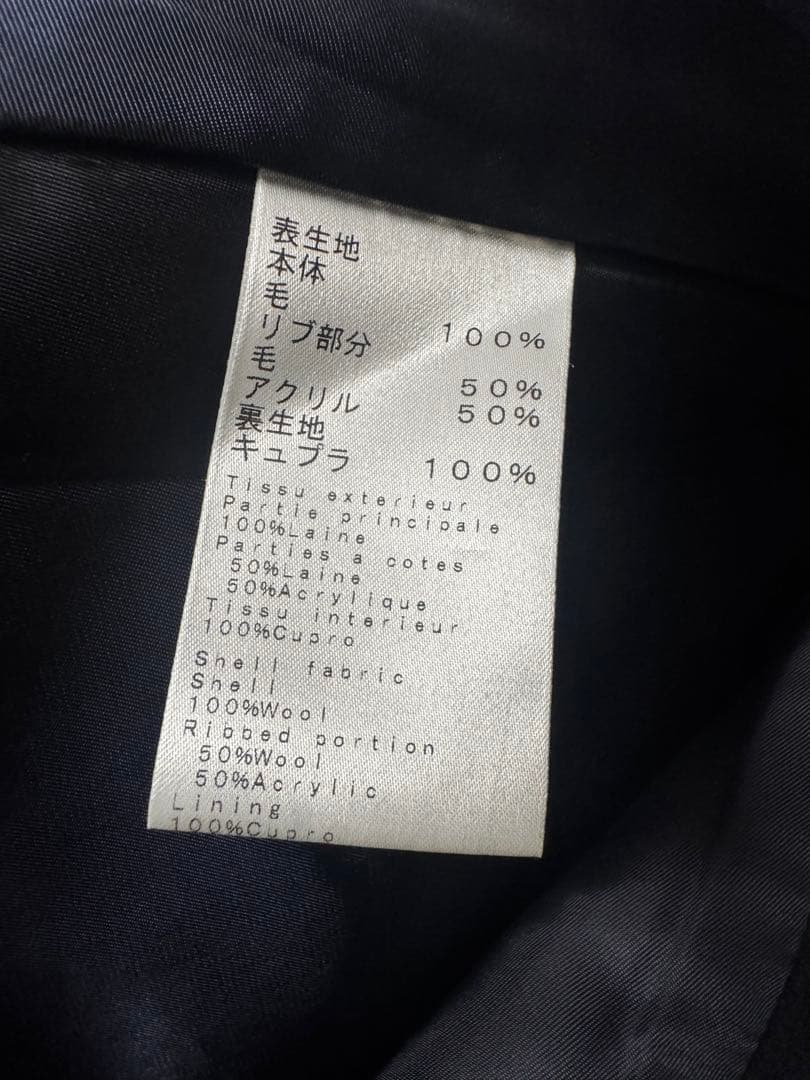 表生地
本体
毛 100%
リブ部分
毛 50%
アクリル 50%
裏生地
キュプラ 100%
Tissu exterieur
Partie principale
100%Laine
Parties a cotes
50%Laine
50%Acrylique
Tissu interieur
100%Cupro
Shell fabric
Shell
100%Wool
Ribbed portion
50%Wool
50%Acrylic
Lining
100%Cupro